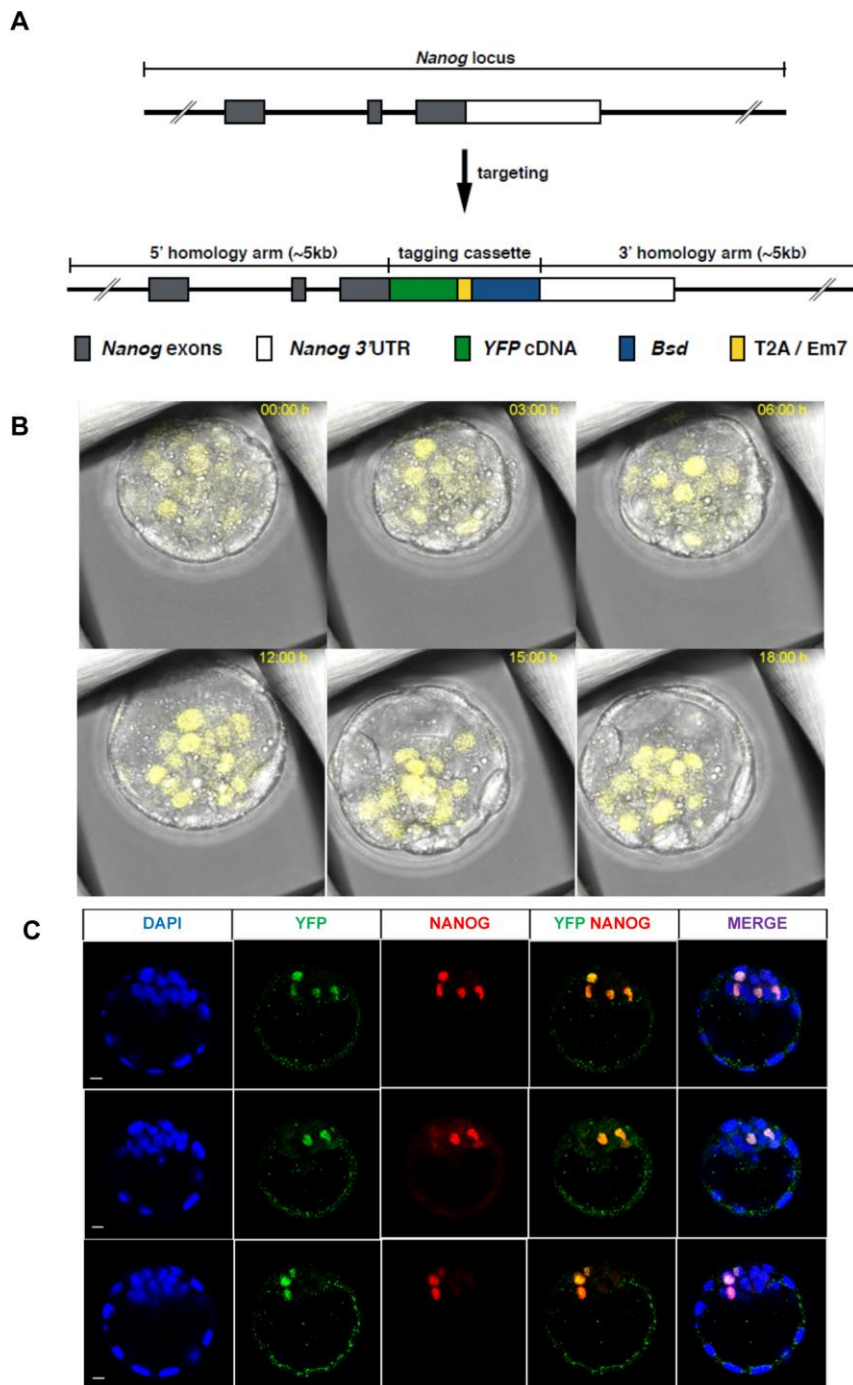 A
Nanog locus
targeting
5' homology arm (~5kb) tagging cassette 3' homology arm (~5kb)
Nanog exons Nanog 3'UTR YFP cDNA Bsd T2A / Em7
B
00:00 h 03:00 h 06:00 h
12:00 h 15:00 h 18:00 h
C
DAPI YFP NANOG YFP NANOG MERGE